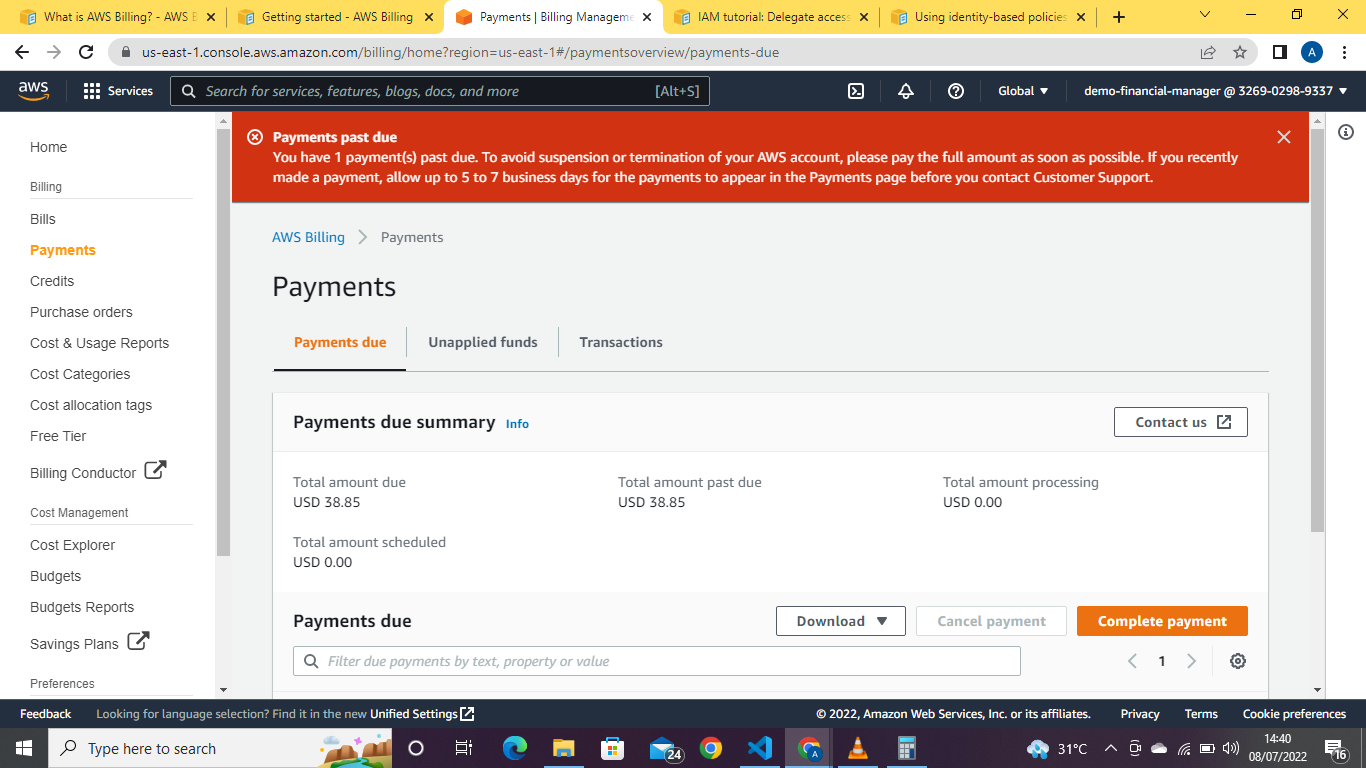 What is AWS Billing? - AWS B
Getting started - AWS Billing
Payments | Billing Manageme
IAM tutorial: Delegate access
Using identity-based policies
us-east-1.console.aws.amazon.com/billing/home?region=us-east-1#/paymentsoverview/payments-due
A
aws
Services
Search for services, features, blogs, docs, and more
[Alt+S]
Global
demo-financial-manager @ 3269-0298-9337
Home
Billing
Bills
Payments
Credits
Purchase orders
Cost & Usage Reports
Cost Categories
Cost allocation tags
Free Tier
Billing Conductor
Cost Management
Cost Explorer
Budgets
Budgets Reports
Savings Plans
Preferences
Payments past due
You have 1 payment(s) past due. To avoid suspension or termination of your AWS account, please pay the full amount as soon as possible. If you recently
made a payment, allow up to 5 to 7 business days for the payments to appear in the Payments page before you contact Customer Support.
AWS Billing
Payments
Payments
Payments due
Unapplied funds
Transactions
Payments due summary
Info
Contact us
Total amount due
USD 38.85
Total amount past due
USD 38.85
Total amount processing
USD 0.00
Total amount scheduled
USD 0.00
Payments due
Download
Cancel payment
Complete payment
Filter due payments by text, property or value
1
Feedback
Looking for language selection? Find it in the new Unified Settings
© 2022, Amazon Web Services, Inc. or its affiliates.
Privacy
Terms
Cookie preferences
Type here to search
24
A
31°C
14:40
08/07/2022
16